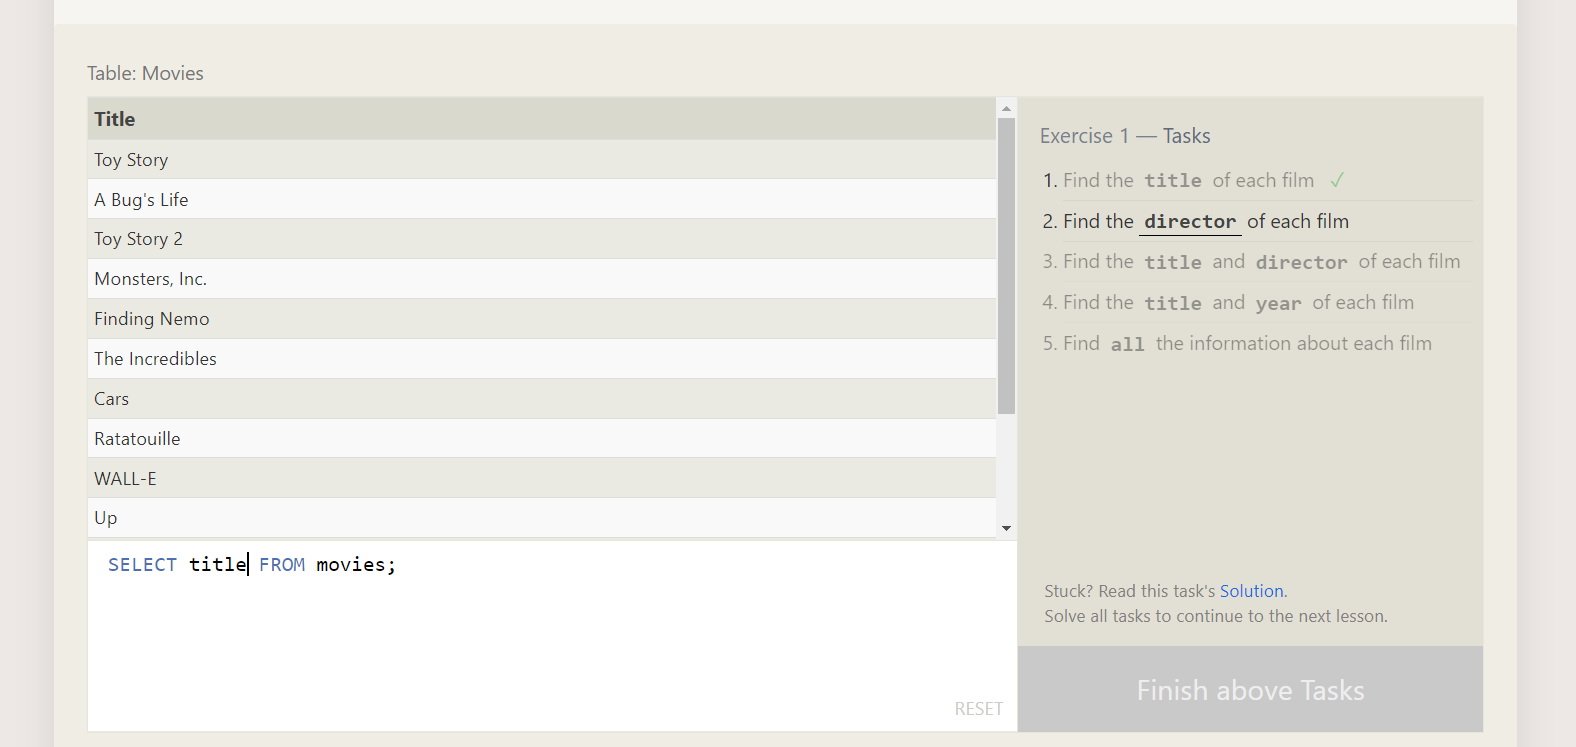 Table: Movies
Title
Toy Story
A Bug's Life
Toy Story 2
Monsters, Inc.
Finding Nemo
The Incredibles
Cars
Ratatouille
WALL-E
Up
SELECT title FROM movies;
RESET
Exercise 1 — Tasks
1. Find the title of each film ✓
2. Find the director of each film
3. Find the title and director of each film
4. Find the title and year of each film
5. Find all the information about each film
Stuck? Read this task's Solution.
Solve all tasks to continue to the next lesson.
Finish above Tasks